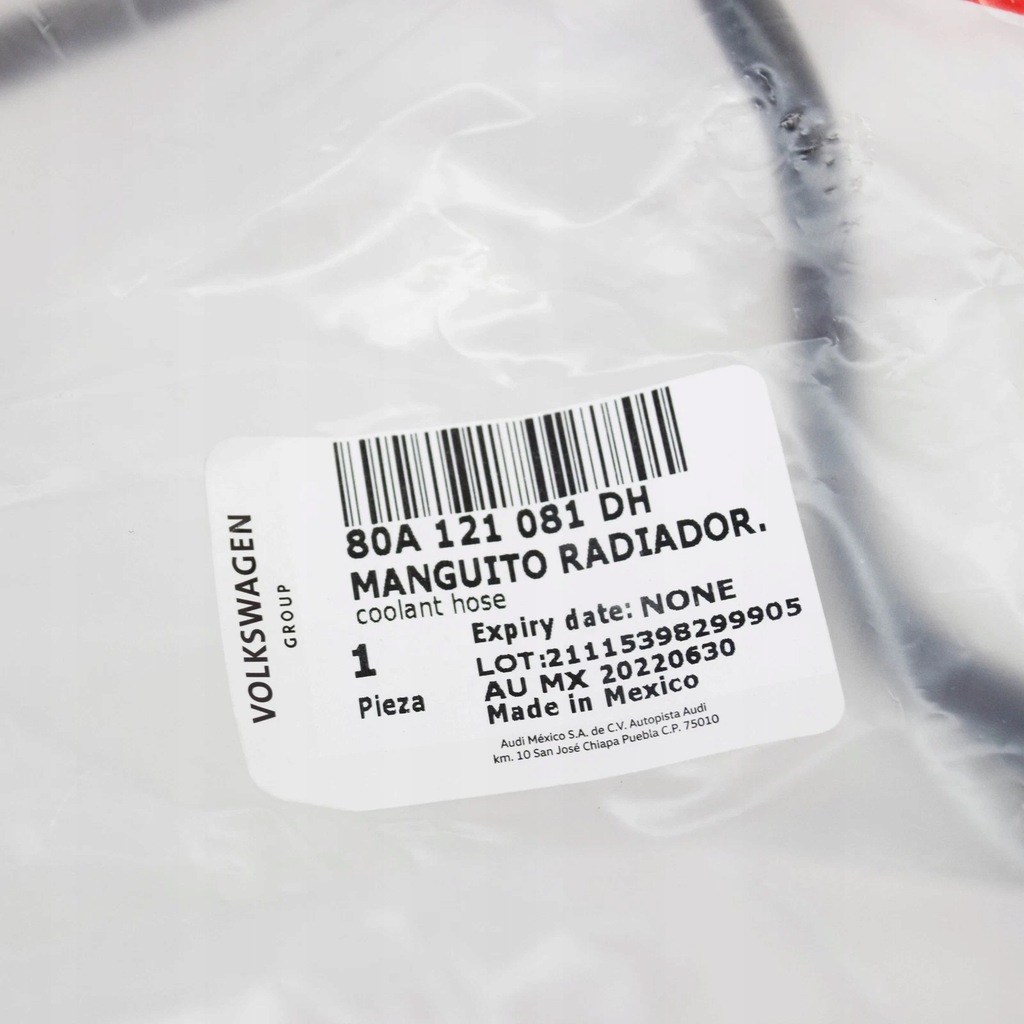 VOLKSWAGEN
GROUP
80A 121 081 DH
MANGUITO RADIADOR.
coolant hose
1
Pieza
Expiry date: NONE
LOT:21115398299905
AU MX 20220630
Made in Mexico
Audi México S.A. de C.V. Autopista Audi
km. 10 San José Chiapa Puebla C.P. 75010